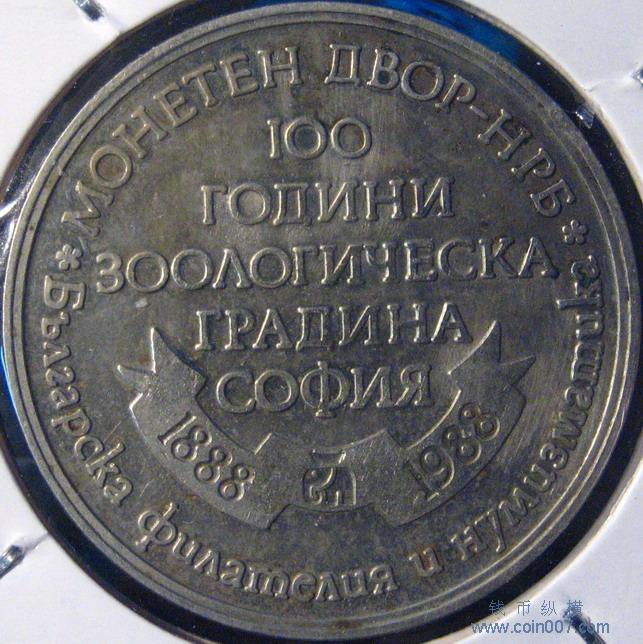 МОНЕТЕН ДВОР-НРБ
100
ГОДИНИ
ЗООЛОГИЧЕСКА
ГРАДИНА
СОФИЯ
1888 1988
* Българска филателия и нумизматика *
钱币纵横
www.coin007.com